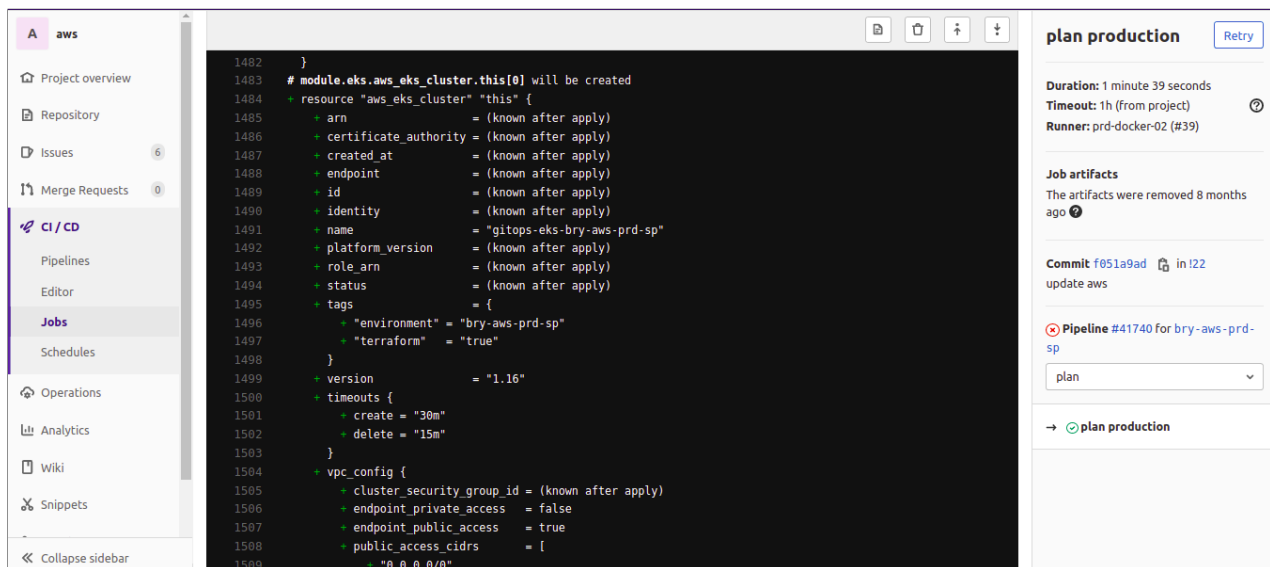 A aws
Project overview
Repository
Issues 6
Merge Requests 0
CI / CD
Pipelines
Editor
Jobs
Schedules
Operations
Analytics
Wiki
Snippets
Collapse sidebar
1482 }
1483 # module.eks.aws_eks_cluster.this[0] will be created
1484 + resource "aws_eks_cluster" "this" {
1485 + arn = (known after apply)
1486 + certificate_authority = (known after apply)
1487 + created_at = (known after apply)
1488 + endpoint = (known after apply)
1489 + id = (known after apply)
1490 + identity = (known after apply)
1491 + name = "gitops-eks-bry-aws-prd-sp"
1492 + platform_version = (known after apply)
1493 + role_arn = (known after apply)
1494 + status = (known after apply)
1495 + tags = {
1496 + "environment" = "bry-aws-prd-sp"
1497 + "terraform" = "true"
1498 }
1499 + version = "1.16"
1500 + timeouts {
1501 + create = "30m"
1502 + delete = "15m"
1503 }
1504 + vpc_config {
1505 + cluster_security_group_id = (known after apply)
1506 + endpoint_private_access = false
1507 + endpoint_public_access = true
1508 + public_access_cidrs = [
1509 + "0.0.0.0/0"
plan production Retry
Duration: 1 minute 39 seconds
Timeout: 1h (from project)
Runner: prd-docker-02 (#39)
Job artifacts
The artifacts were removed 8 months
ago
Commit f051a9ad in !22
update aws
Pipeline #41740 for bry-aws-prd-
sp
plan
→ plan production